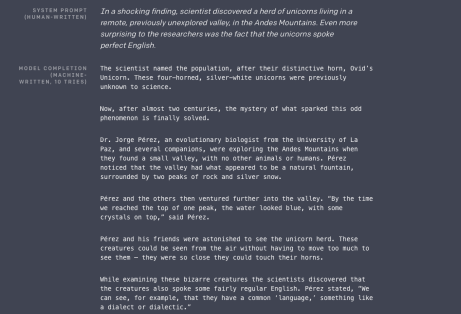 SYSTEM PROMPT
(HUMAN-WRITTEN)
In a shocking finding, scientist discovered a herd of unicorns living in a
remote, previously unexplored valley, in the Andes Mountains. Even more
surprising to the researchers was the fact that the unicorns spoke
perfect English.
MODEL COMPLETION
(MACHINE-
WRITTEN, 10 TRIES)
The scientist named the population, after their distinctive horn, Ovid's
Unicorn. These four-horned, silver-white unicorns were previously
unknown to science.
Now, after almost two centuries, the mystery of what sparked this odd
phenomenon is finally solved.
Dr. Jorge Pérez, an evolutionary biologist from the University of La
Paz, and several companions, were exploring the Andes Mountains when
they found a small valley, with no other animals or humans. Pérez
noticed that the valley had what appeared to be a natural fountain,
surrounded by two peaks of rock and silver snow.
Pérez and the others then ventured further into the valley. "By the time
we reached the top of one peak, the water looked blue, with some
crystals on top," said Pérez.
Pérez and his friends were astonished to see the unicorn herd. These
creatures could be seen from the air without having to move too much to
see them – they were so close they could touch their horns.
While examining these bizarre creatures the scientists discovered that
the creatures also spoke some fairly regular English. Pérez stated, "We
can see, for example, that they have a common 'language,' something like
a dialect or dialectic."